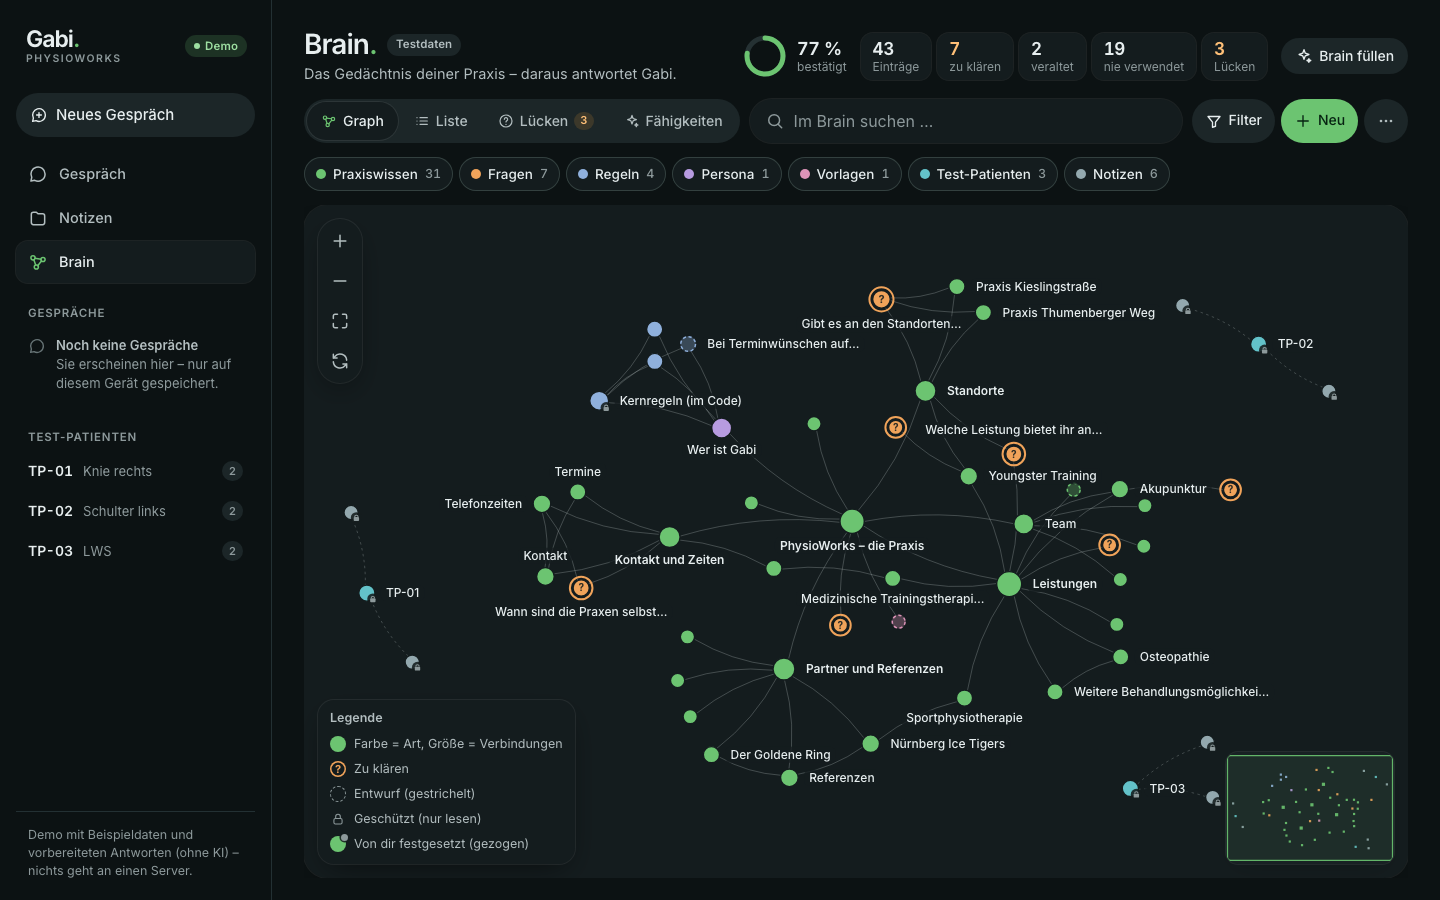 Gabi.
PHYSIOWORKS
Demo
Neues Gespräch
Gespräch
Notizen
Brain
GESPRÄCHE
Noch keine Gespräche
Sie erscheinen hier – nur auf
diesem Gerät gespeichert.
TEST-PATIENTEN
TP-01 Knie rechts 2
TP-02 Schulter links 2
TP-03 LWS 2
Demo mit Beispieldaten und
vorbereiteten Antworten (ohne KI) –
nichts geht an einen Server.
Brain. Testdaten
Das Gedächtnis deiner Praxis – daraus antwortet Gabi.
77 %
bestätigt
43
Einträge
7
zu klären
2
veraltet
19
nie verwendet
3
Lücken
Brain füllen
Graph
Liste
Lücken 3
Fähigkeiten
Im Brain suchen ...
Filter
Neu
Praxiswissen 31
Fragen 7
Regeln 4
Persona 1
Vorlagen 1
Test-Patienten 3
Notizen 6
Praxis Kieslingstraße
Praxis Thumenberger Weg
Gibt es an den Standorten...
Bei Terminwünschen auf...
TP-02
Standorte
Kernregeln (im Code)
Welche Leistung bietet ihr an...
Wer ist Gabi
Termine
Youngster Training
Akupunktur
Telefonzeiten
Team
PhysioWorks – die Praxis
Kontakt
Kontakt und Zeiten
Leistungen
TP-01
Medizinische Trainingstherapi...
Wann sind die Praxen selbst...
Osteopathie
Partner und Referenzen
Weitere Behandlungsmöglichkei...
Sportphysiotherapie
Nürnberg Ice Tigers
Der Goldene Ring
Referenzen
TP-03
Legende
Farbe = Art, Größe = Verbindungen
? Zu klären
Entwurf (gestrichelt)
Geschützt (nur lesen)
Von dir festgesetzt (gezogen)